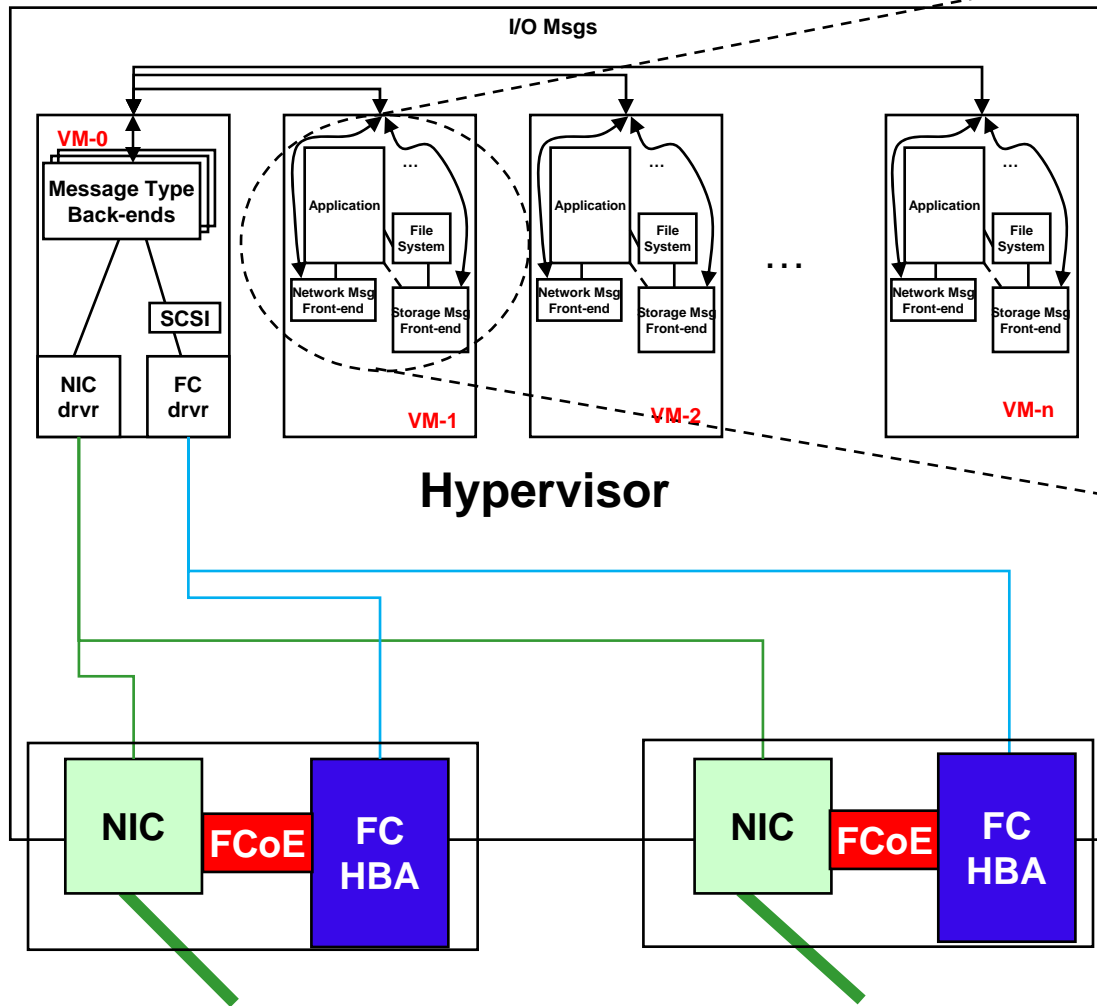 I/O Msgs
VM-0
Message Type
Back-ends
SCSI
NIC
drvr
FC
drvr
...
Application
File
System
Network Msg
Front-end
Storage Msg
Front-end
VM-1
...
Application
File
System
Network Msg
Front-end
Storage Msg
Front-end
VM-2
...
...
Application
File
System
Network Msg
Front-end
Storage Msg
Front-end
VM-n
Hypervisor
NIC
FCoE
FC
HBA
NIC
FCoE
FC
HBA